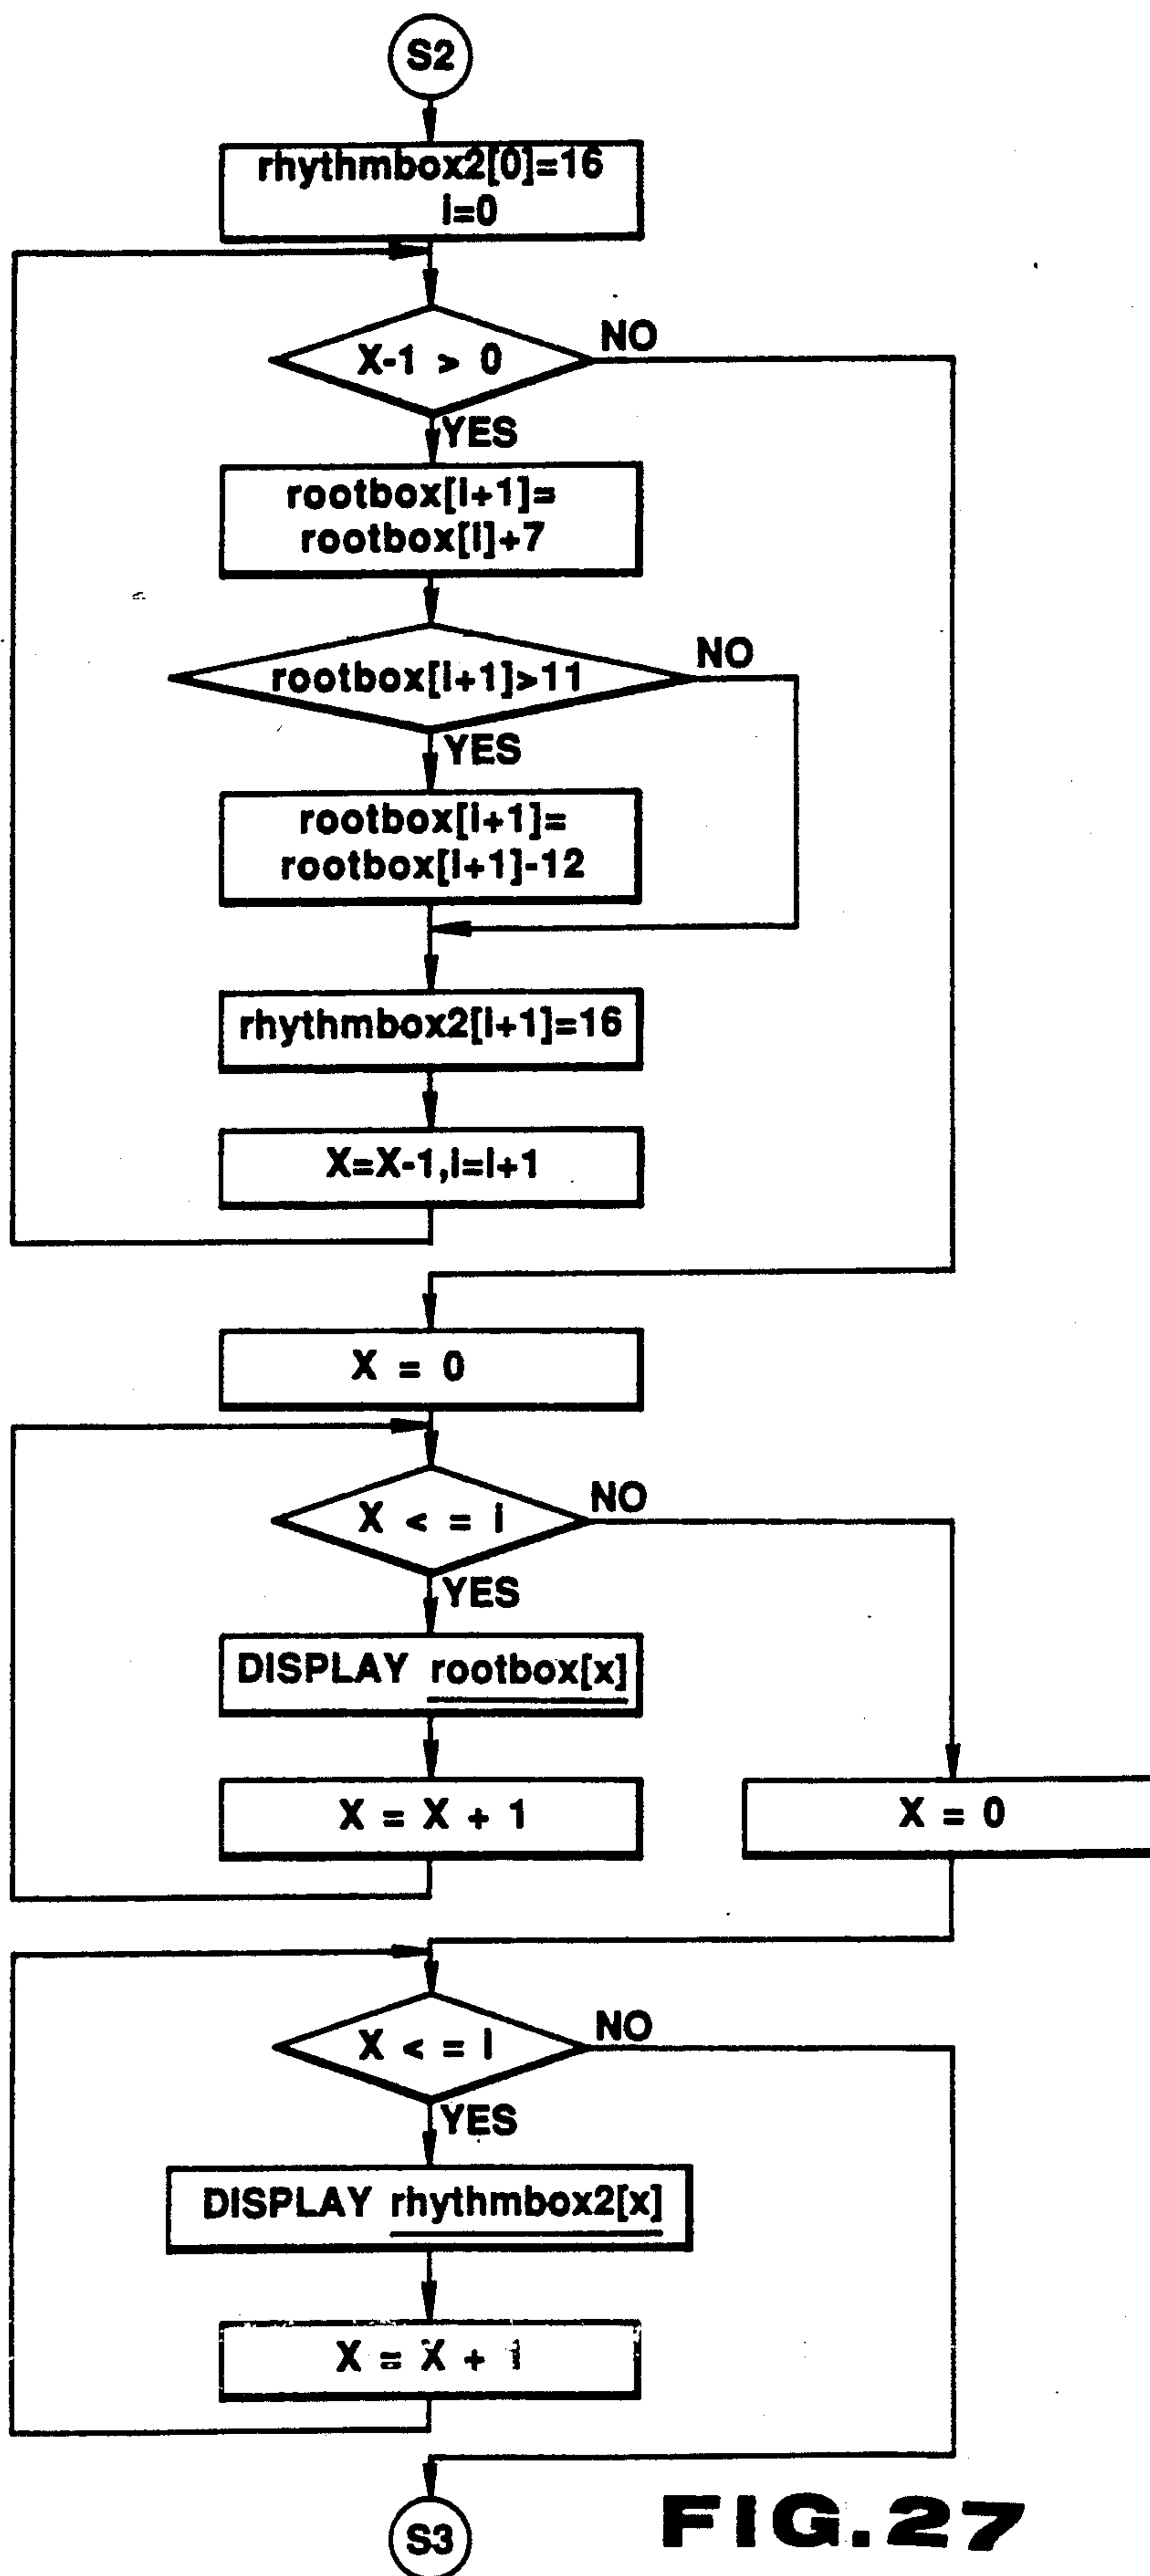 S2
rhythmbox2[0]=16
i=0
X-1 > 0
NO
YES
rootbox[i+1]=
rootbox[i]+7
rootbox[i+1]>11
NO
YES
rootbox[i+1]=
rootbox[i+1]-12
rhythmbox2[i+1]=16
X=X-1,i=i+1
X = 0
X < = i
NO
YES
DISPLAY rootbox[x]
X = X + 1
X = 0
X < = i
NO
YES
DISPLAY rhythmbox2[x]
X = X +
S3
FIG.27